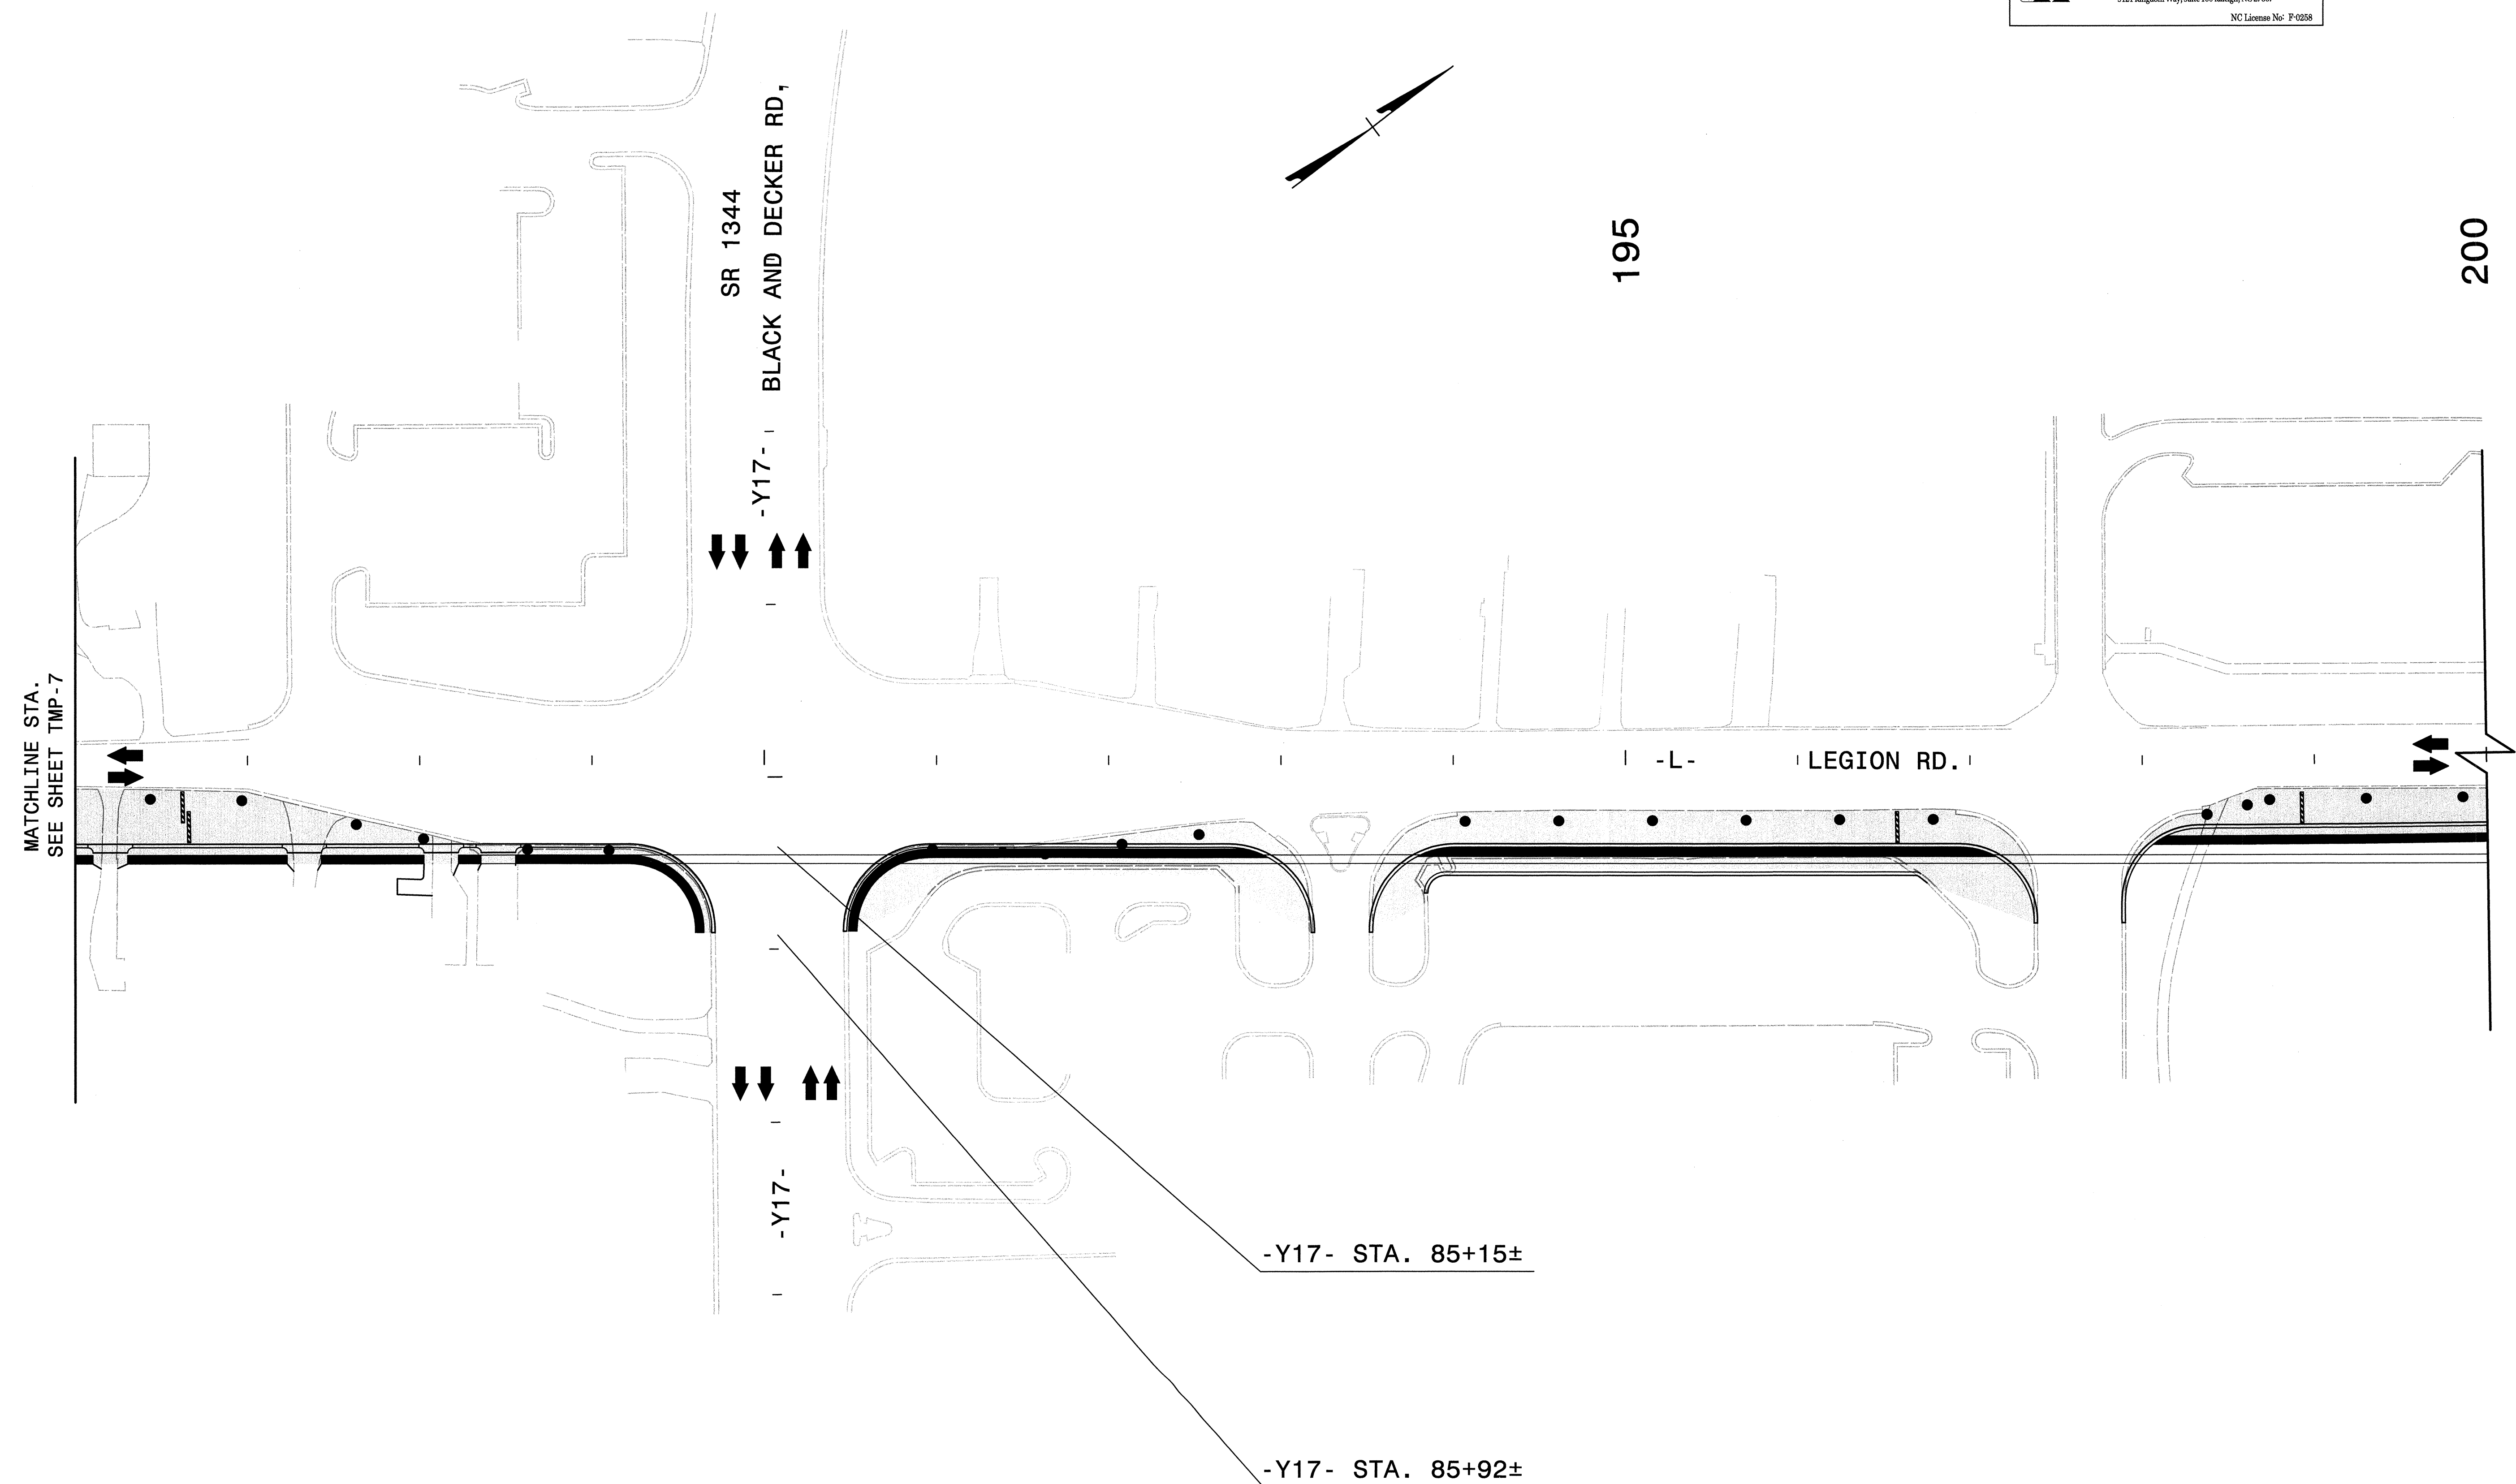 NC License No: F-0258
SR 1344
-Y17- BLACK AND DECKER RD,
195
200
MATCHLINE STA.
SEE SHEET TMP-7
-L- LEGION RD.
-Y17-
-Y17- STA. 85+15±
-Y17- STA. 85+92±